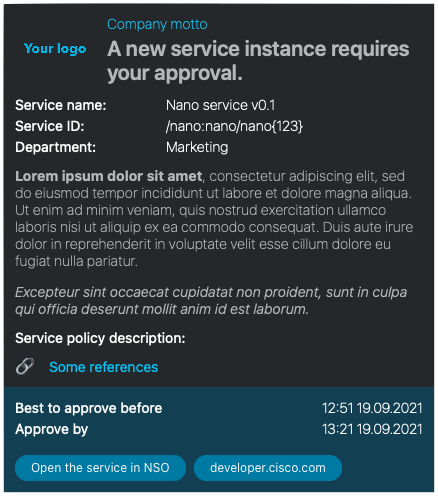 Company motto
Your logo
A new service instance requires
your approval.
Service name: Nano service v0.1
Service ID: /nano:nano/nano{123}
Department: Marketing
Lorem ipsum dolor sit amet, consectetur adipiscing elit, sed
do eiusmod tempor incididunt ut labore et dolore magna aliqua.
Ut enim ad minim veniam, quis nostrud exercitation ullamco
laboris nisi ut aliquip ex ea commodo consequat. Duis aute irure
dolor in reprehenderit in voluptate velit esse cillum dolore eu
fugiat nulla pariatur.
Excepteur sint occaecat cupidatat non proident, sunt in culpa
qui officia deserunt mollit anim id est laborum.
Service policy description:
Some references
Best to approve before 12:51 19.09.2021
Approve by 13:21 19.09.2021
Open the service in NSO developer.cisco.com